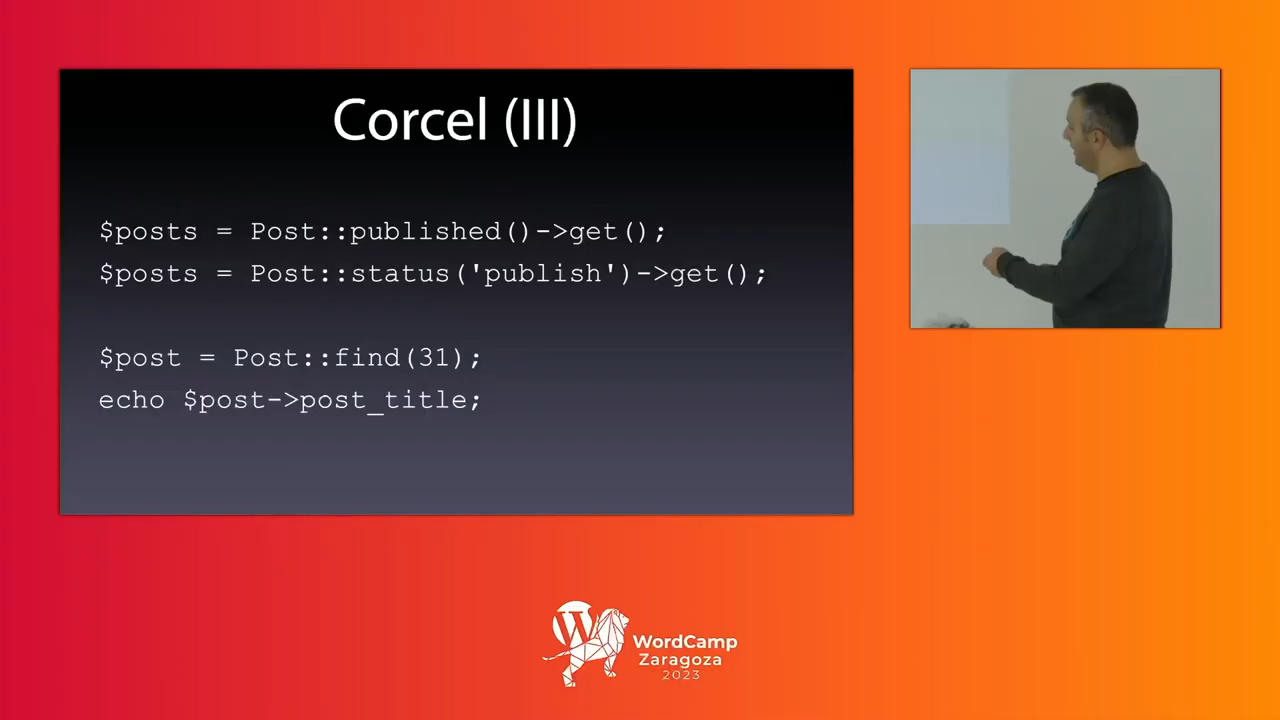 Corcel (III)
$posts = Post::published()->get();
$posts = Post::status('publish')->get();
$post = Post::find(31);
echo $post->post_title;
WordCamp
Zaragoza
2023